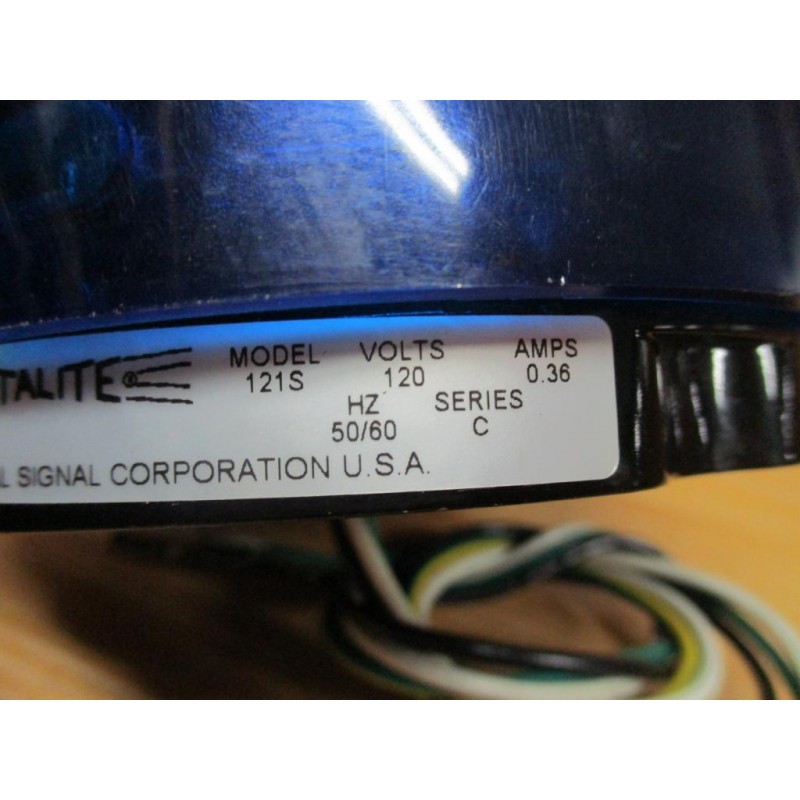 TALITE® MODEL VOLTS AMPS
121S 120 0.36
HZ SERIES
50/60 C
L SIGNAL CORPORATION U.S.A.